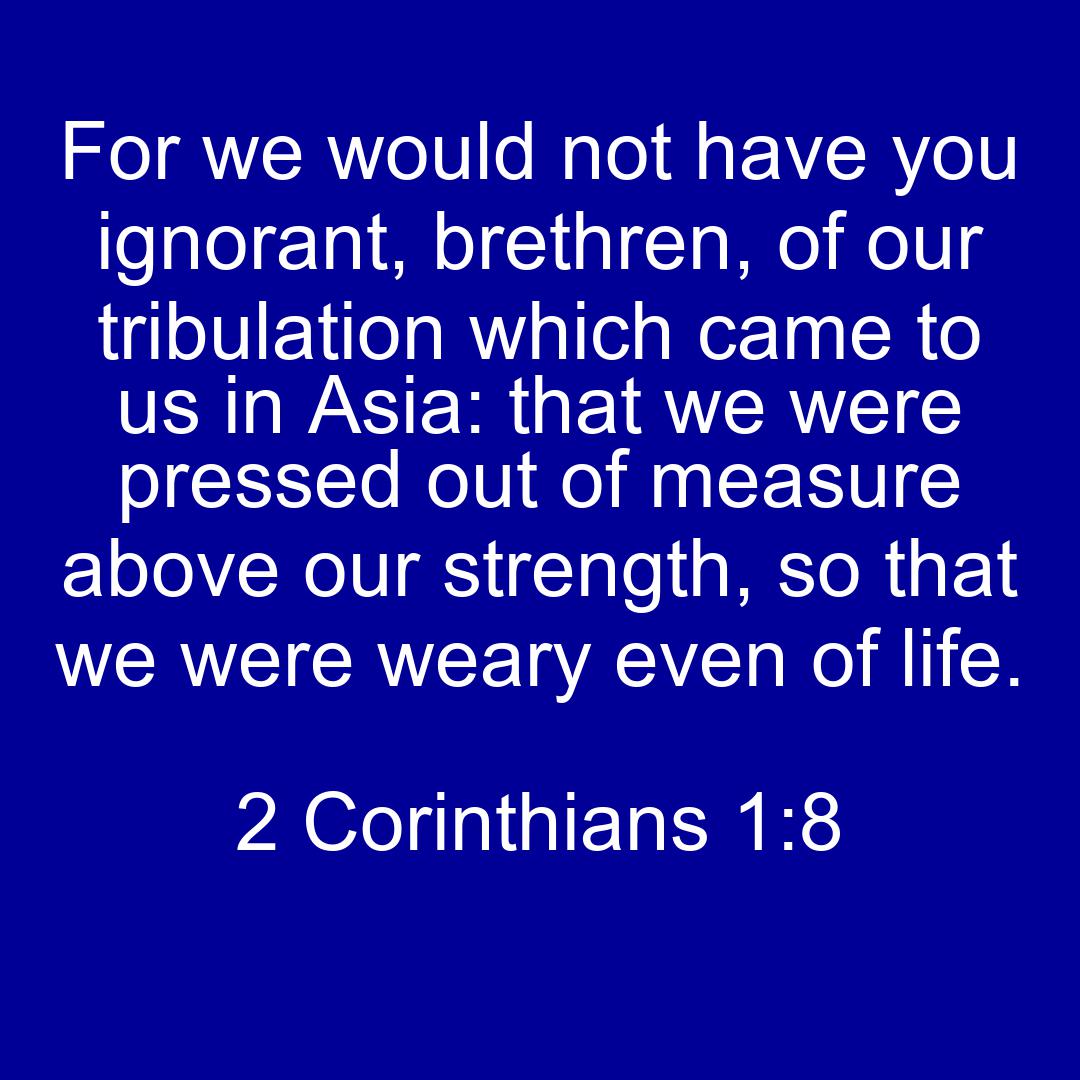 For we would not have you
ignorant, brethren, of our
tribulation which came to
us in Asia: that we were
pressed out of measure
above our strength, so that
we were weary even of life.
2 Corinthians 1:8